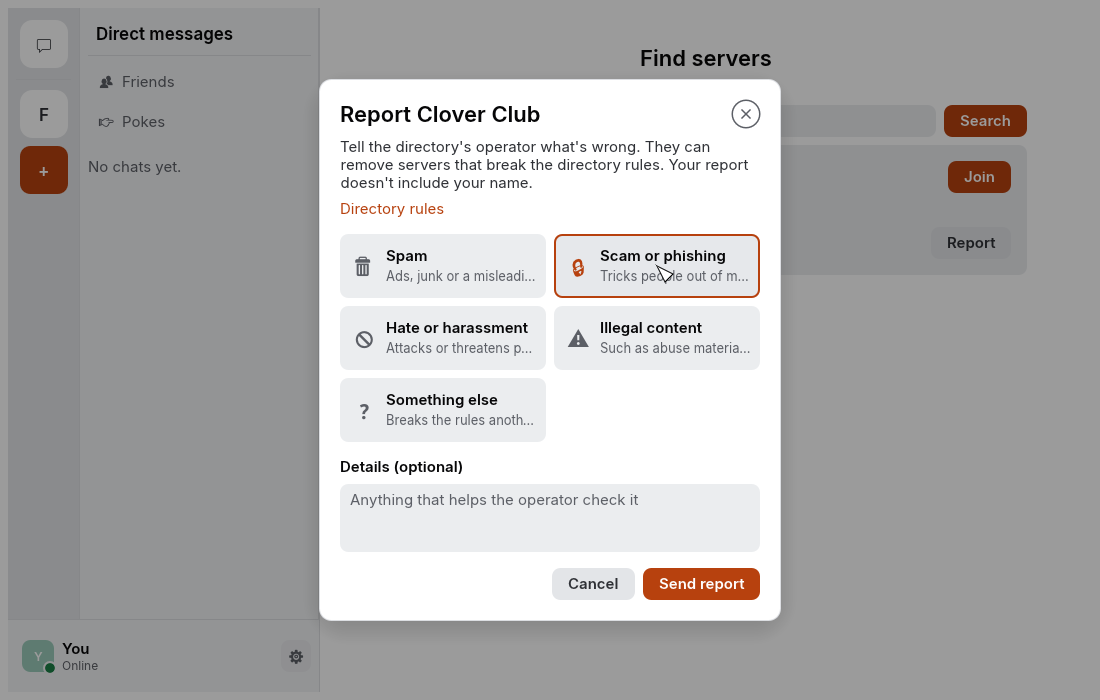 Direct messages
Friends
F
Pokes
+
No chats yet.
Y
You
Online
Find servers
Search
Join
Report
Report Clover Club
Tell the directory's operator what's wrong. They can
remove servers that break the directory rules. Your report
doesn't include your name.
Directory rules
Spam
Ads, junk or a misleadi...
Scam or phishing
Tricks people out of m...
Hate or harassment
Attacks or threatens p...
Illegal content
Such as abuse materia...
?
Something else
Breaks the rules anoth...
Details (optional)
Anything that helps the operator check it
Cancel
Send report